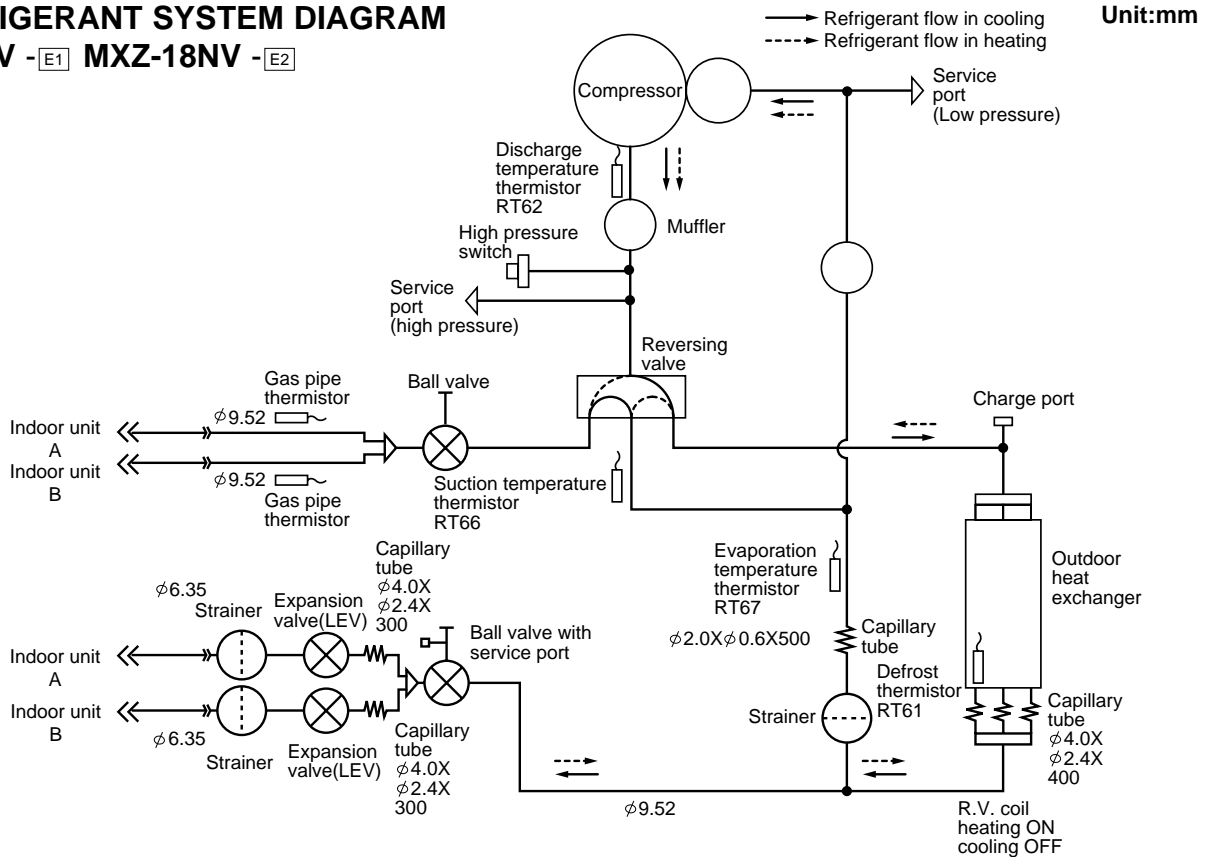 IGERANT SYSTEM DIAGRAM
V - E1 MXZ-18NV - E2
Refrigerant flow in cooling
Refrigerant flow in heating
Unit:mm
Compressor
Service
port
(Low pressure)
Discharge
temperature
thermistor
RT62
Muffler
High pressure
switch
Service
port
(high pressure)
Reversing
valve
Gas pipe
thermistor
Ball valve
Charge port
Indoor unit
A
φ9.52
Indoor unit
B
φ9.52
Gas pipe
thermistor
Suction temperature
thermistor
RT66
Capillary
tube
φ4.0X
φ2.4X
300
Evaporation
temperature
thermistor
RT67
Outdoor
heat
exchanger
φ6.35
Strainer
Expansion
valve(LEV)
Ball valve with
service port
φ2.0Xφ0.6X500
Capillary
tube
Indoor unit
A
Indoor unit
B
φ6.35
Strainer
Expansion
valve(LEV)
Capillary
tube
φ4.0X
φ2.4X
300
Strainer
Defrost
thermistor
RT61
Capillary
tube
φ4.0X
φ2.4X
400
φ9.52
R.V. coil
heating ON
cooling OFF